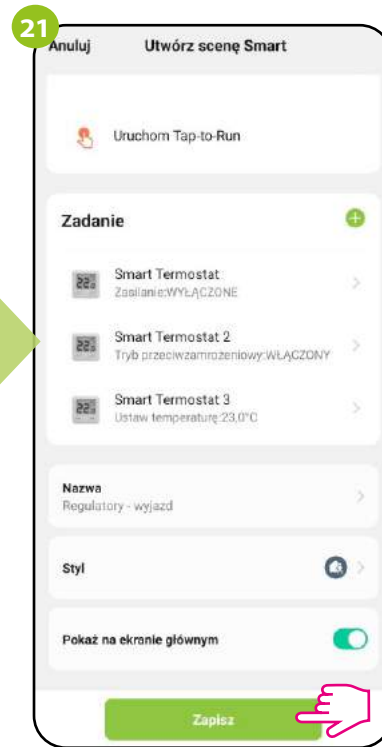 21
Anuluj Utwórz scenę Smart
Uruchom Tap-to-Run
Zadanie
Smart Termostat
Zasilanie:WYŁĄCZONE
Smart Termostat 2
Tryb przeciwzamrożeniowy:WŁĄCZONY
Smart Termostat 3
Ustaw temperaturę:23,0°C
Nazwa
Regulatory - wyjazd
Styl
Pokaż na ekranie głównym
Zapisz